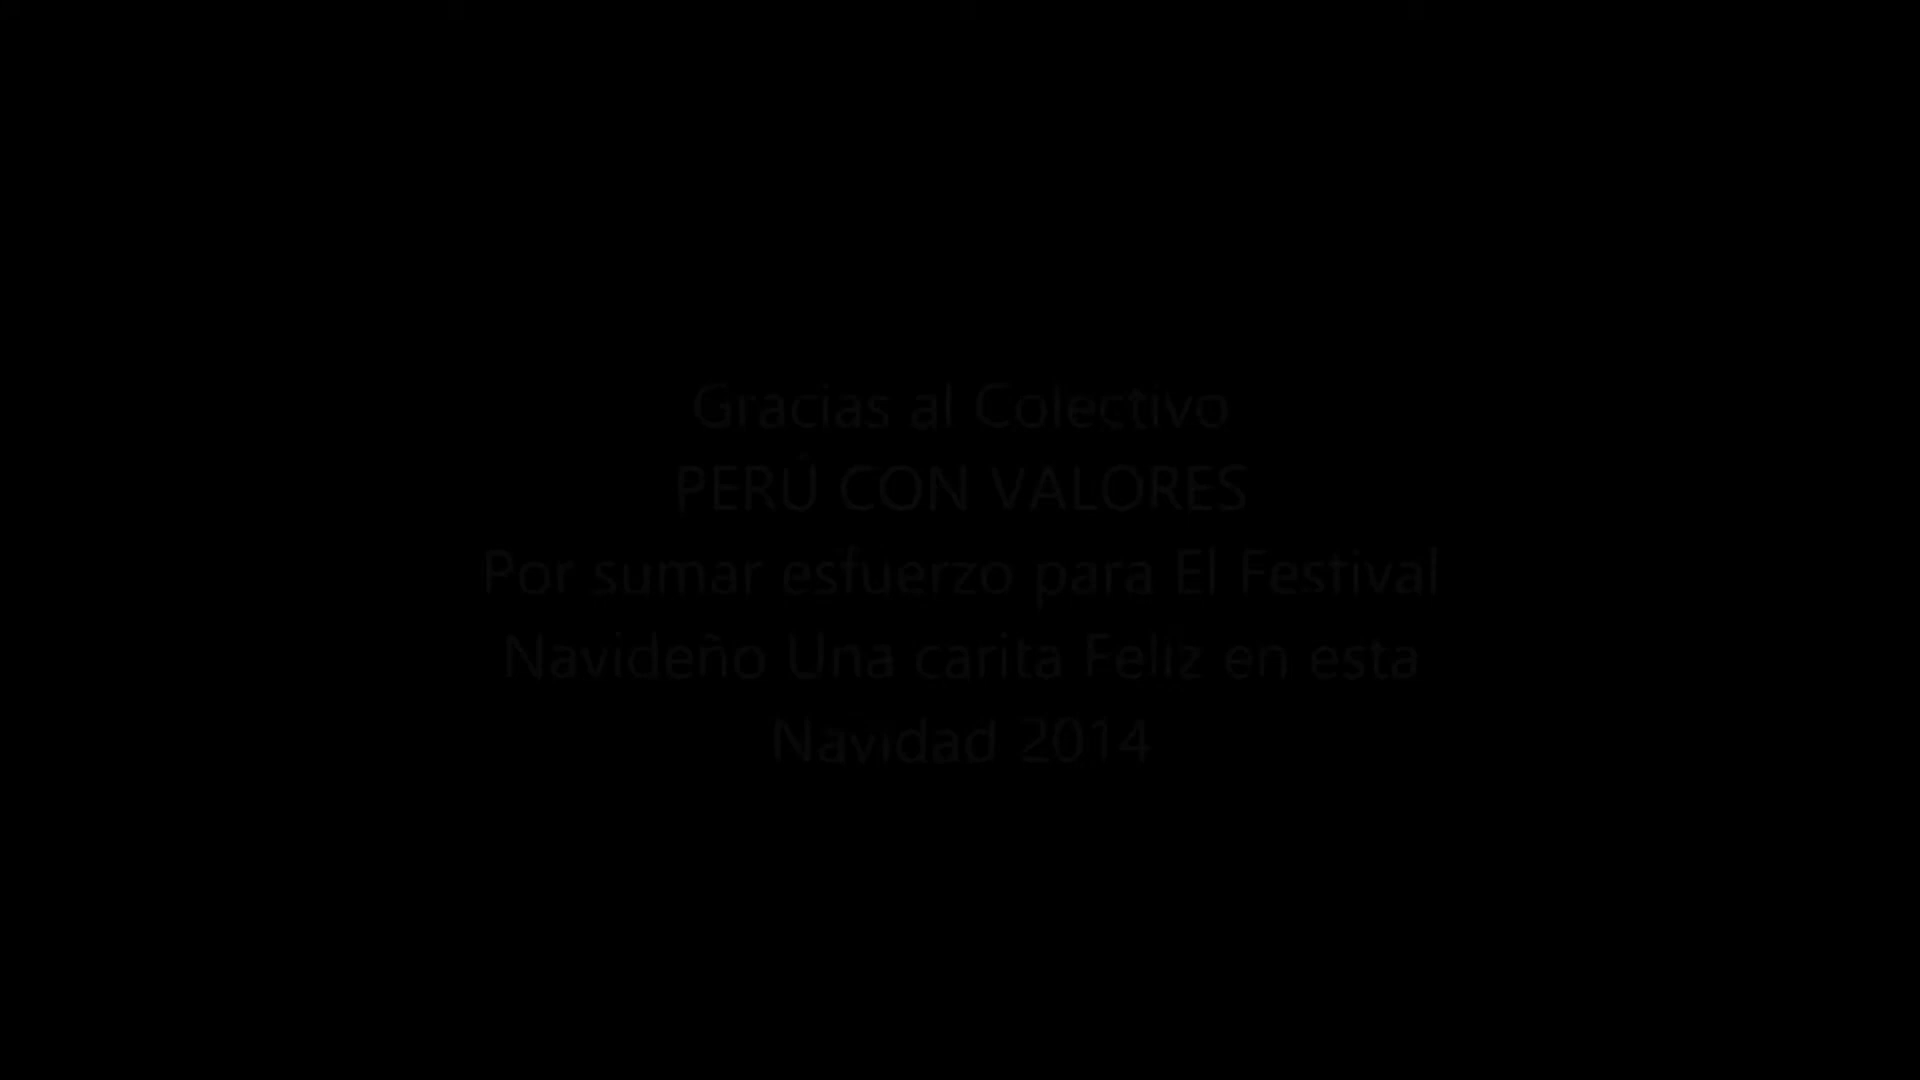 Gracias al Colectivo
PERÚ CON VALORES
Por sumar esfuerzo para El Festival
Navideño Una carita Feliz en esta
Navidad 2014